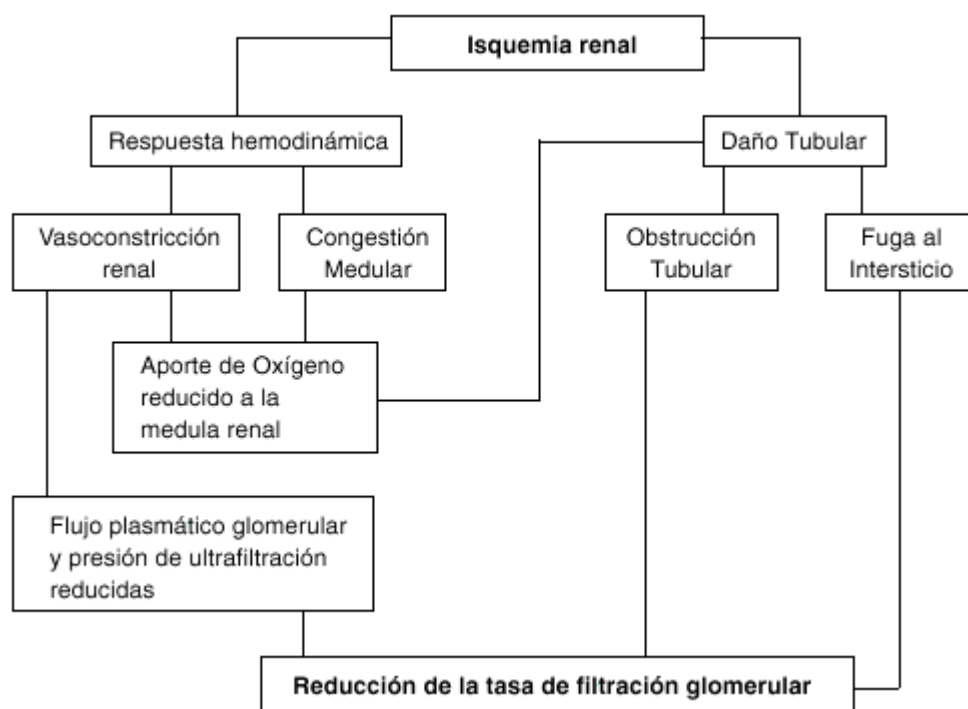 Isquemia renal
Respuesta hemodinámica
Daño Tubular
Vasoconstricción
renal
Congestión
Medular
Obstrucción
Tubular
Fuga al
Intersticio
Aporte de Oxígeno
reducido a la
medula renal
Flujo plasmático glomerular
y presión de ultrafiltración
reducidas
Reducción de la tasa de filtración glomerular